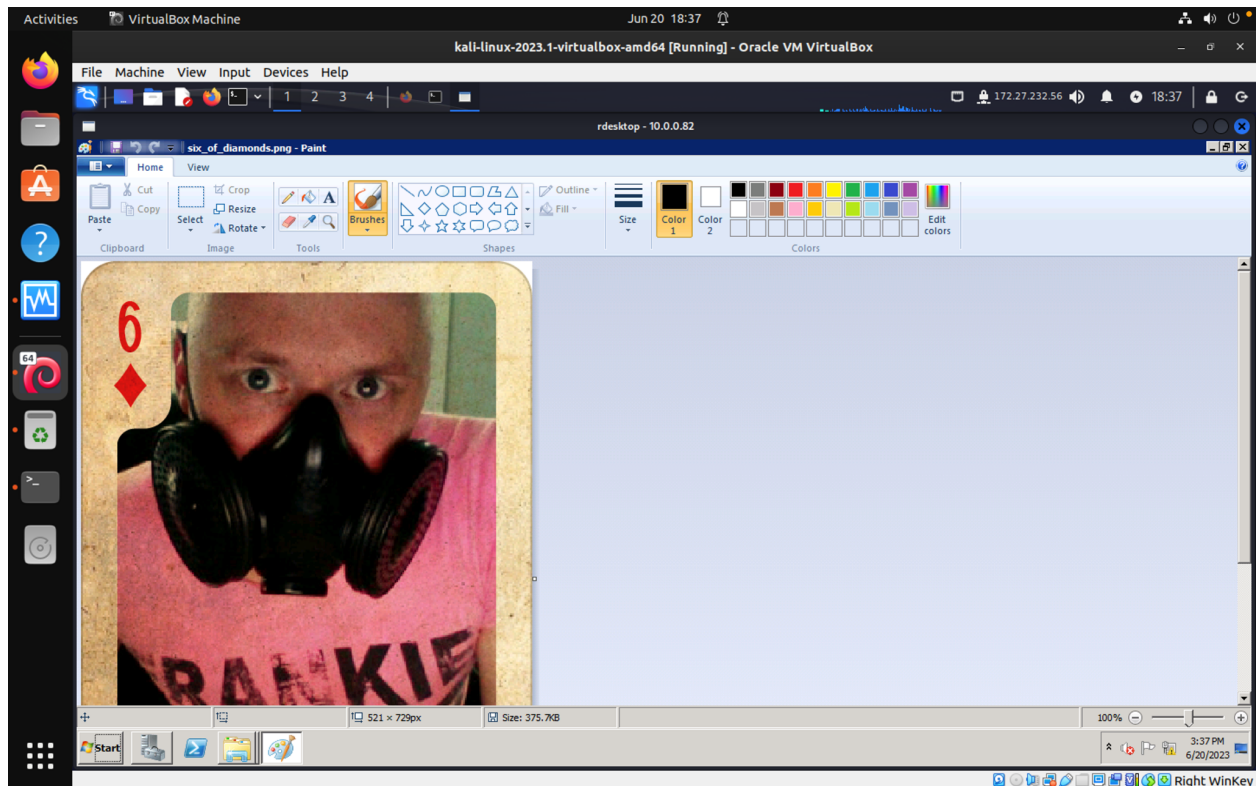 Activities VirtualBox Machine Jun 20 18:37
kali-linux-2023.1-virtualbox-amd64 [Running] - Oracle VM VirtualBox
File Machine View Input Devices Help
1 2 3 4 172.27.232.56 18:37
rdesktop - 10.0.0.82
six_of_diamonds.png - Paint
Home View
Paste
Cut
Copy
Clipboard
Select
Crop
Resize
Rotate
Image
A
Tools
Brushes
Outline
Fill
Shapes
Size
Color
1
Color
2
Edit
colors
Colors
6
FRANKIE
64
521 × 729px
Size: 375.7KB
100%
Start
3:37 PM
6/20/2023
Right WinKey